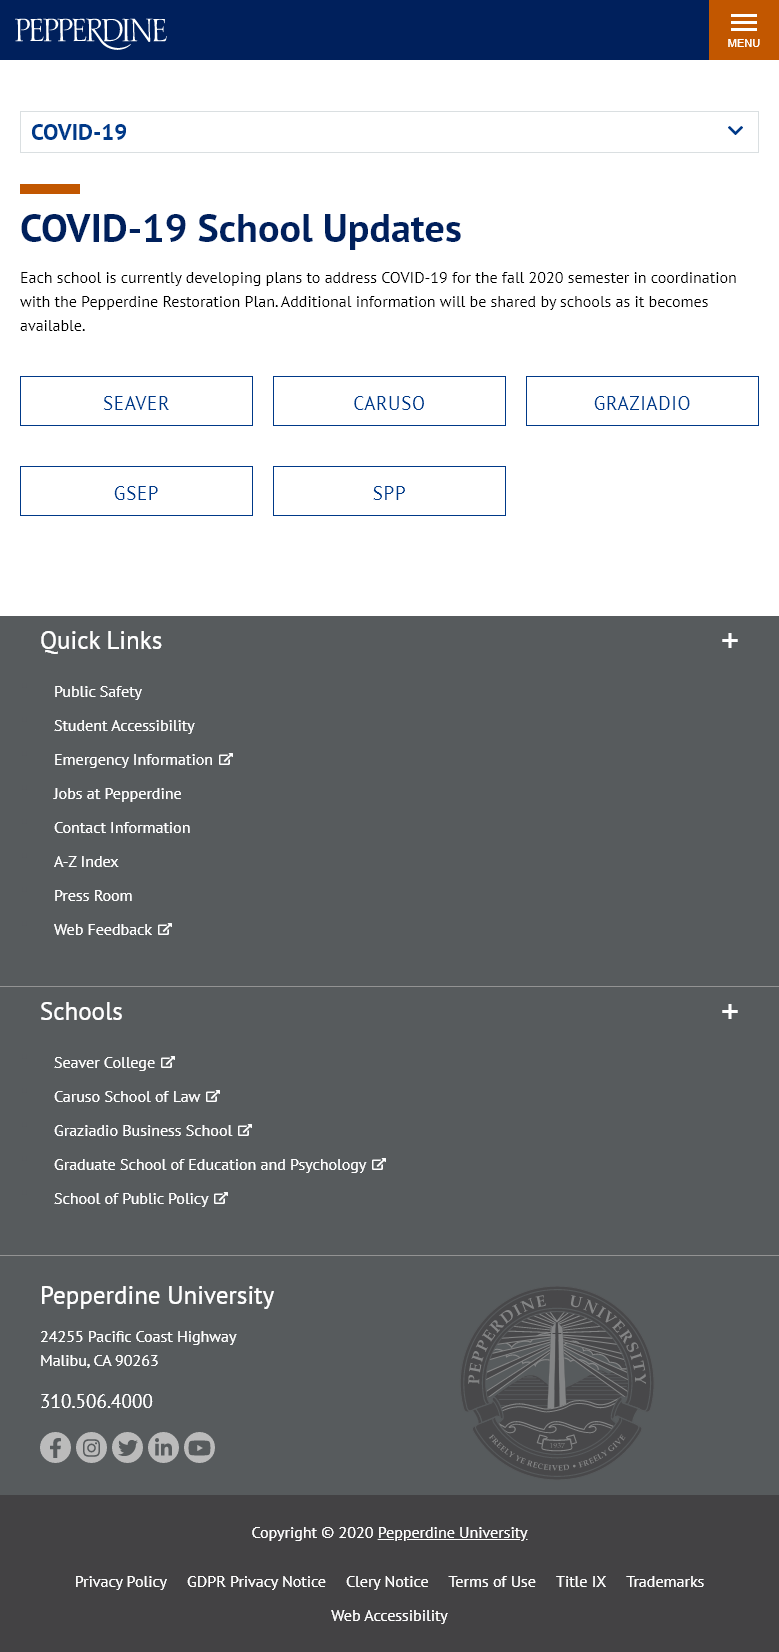 PEPPERDINE
MENU
COVID-19
COVID-19 School Updates
Each school is currently developing plans to address COVID-19 for the fall 2020 semester in coordination
with the Pepperdine Restoration Plan. Additional information will be shared by schools as it becomes
available.
SEAVER CARUSO GRAZIADIO
GSEP SPP
Quick Links
Public Safety
Student Accessibility
Emergency Information
Jobs at Pepperdine
Contact Information
A-Z Index
Press Room
Web Feedback
Schools
Seaver College
Caruso School of Law
Graziadio Business School
Graduate School of Education and Psychology
School of Public Policy
Pepperdine University
24255 Pacific Coast Highway
Malibu, CA 90263
310.506.4000
PEPPERDINE UNIVERSITY
1937
FREELY YE RECEIVED • FREELY GIVE
Copyright © 2020 Pepperdine University
Privacy Policy GDPR Privacy Notice Clery Notice Terms of Use Title IX Trademarks
Web Accessibility